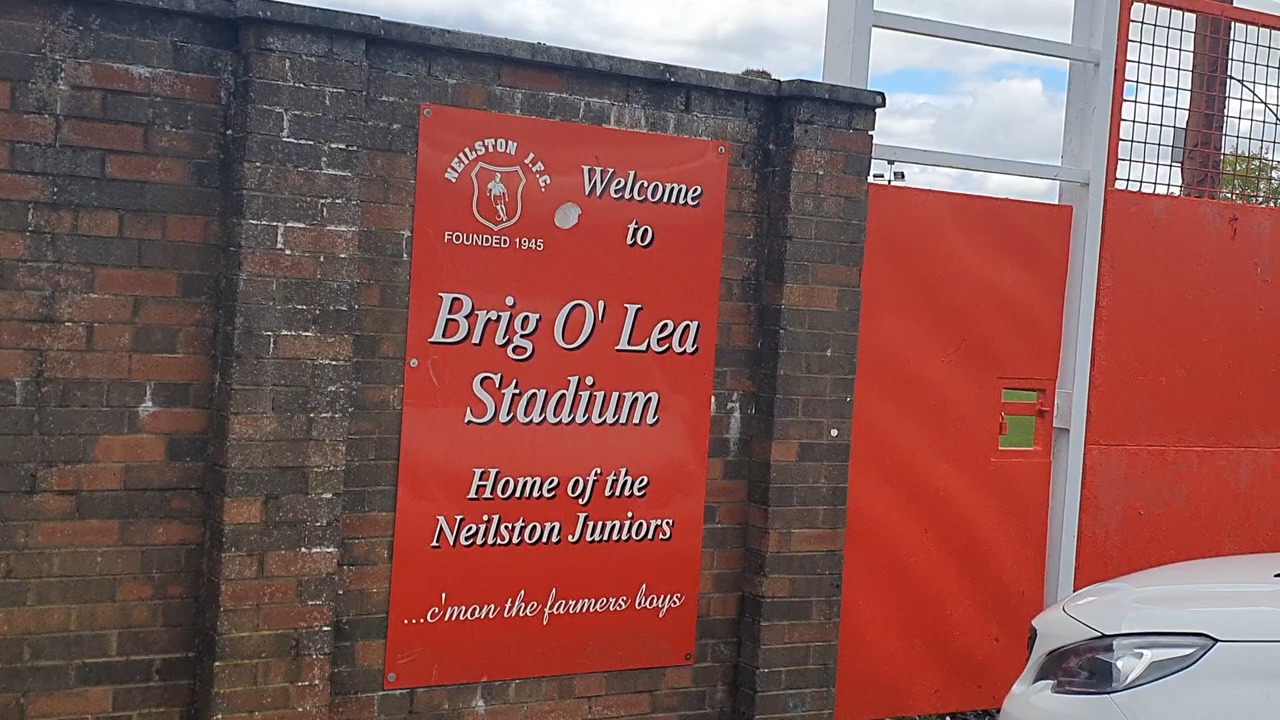 NEILSTON J.F.C.
FOUNDED 1945
Welcome
to
Brig O' Lea
Stadium
Home of the
Neilston Juniors
...c'mon the farmers boys